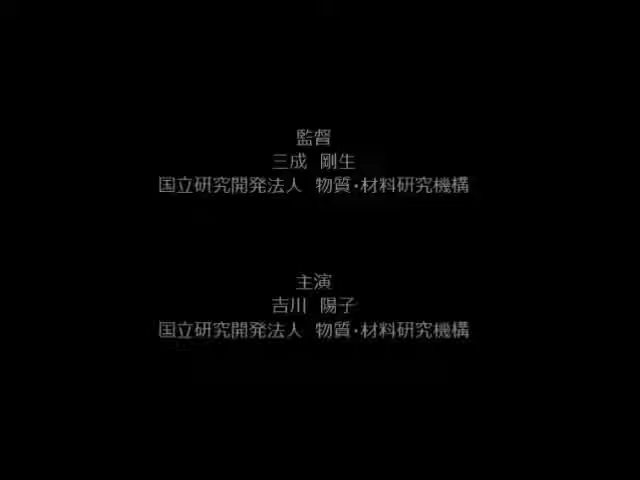 監督
三成 剛生
国立研究開発法人 物質・材料研究機構
主演
吉川 陽子
国立研究開発法人 物質・材料研究機構